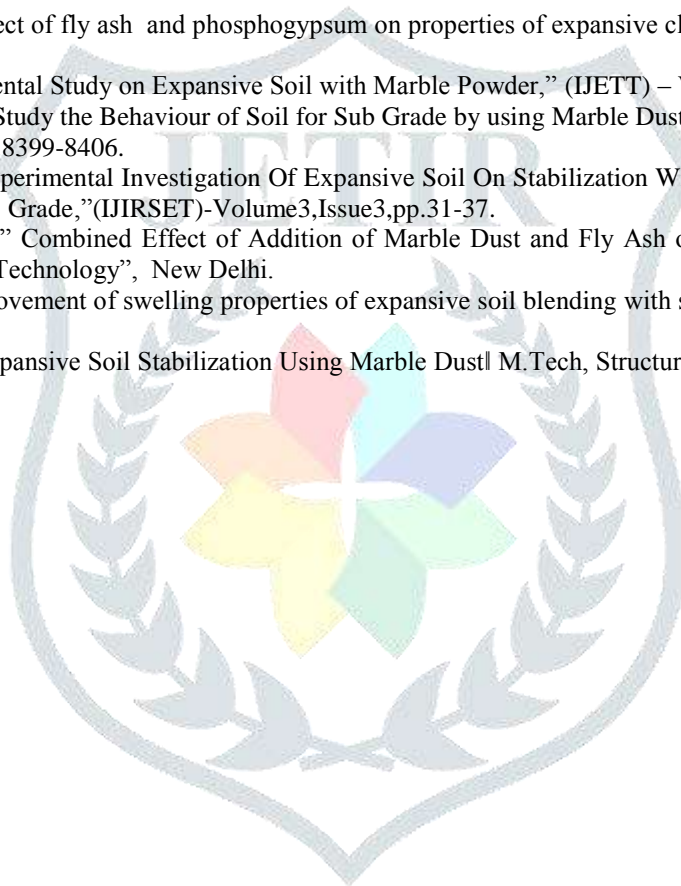 ect of fly ash and phosphogypsum on properties of expansive cl
ental Study on Expansive Soil with Marble Powder,” (IJETT) –
Study the Behaviour of Soil for Sub Grade by using Marble Dust
8399-8406.
perimental Investigation Of Expansive Soil On Stabilization W
Grade,”(IJIRSET)-Volume3,Issue3,pp.31-37.
” Combined Effect of Addition of Marble Dust and Fly Ash o
Technology”, New Delhi.
ovement of swelling properties of expansive soil blending with s
pansive Soil Stabilization Using Marble Dust‖ M.Tech, Structur
JETIR